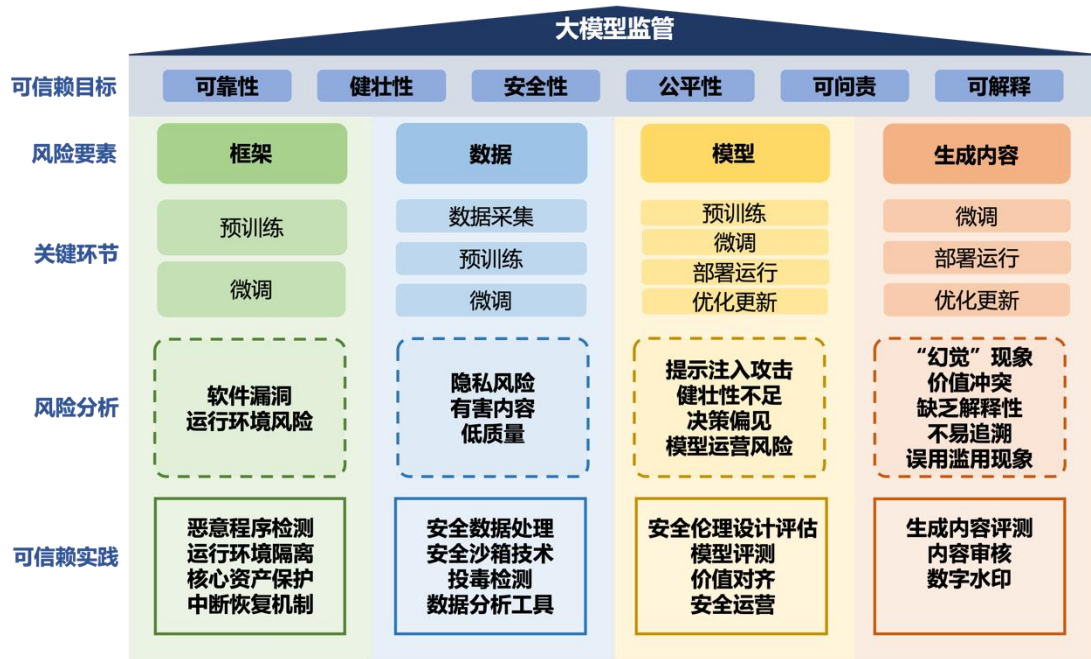 大模型监管
可信赖目标
可靠性
健壮性
安全性
公平性
可问责
可解释
风险要素
框架
数据
模型
生成内容
关键环节
预训练
微调
数据采集
预训练
微调
预训练
微调
部署运行
优化更新
微调
部署运行
优化更新
风险分析
软件漏洞
运行环境风险
隐私风险
有害内容
低质量
提示注入攻击
健壮性不足
决策偏见
模型运营风险
“幻觉”现象
价值冲突
缺乏解释性
不易追溯
误用滥用现象
可信赖实践
恶意程序检测
运行环境隔离
核心资产保护
中断恢复机制
安全数据处理
安全沙箱技术
投毒检测
数据分析工具
安全伦理设计评估
模型评测
价值对齐
安全运营
生成内容评测
内容审核
数字水印